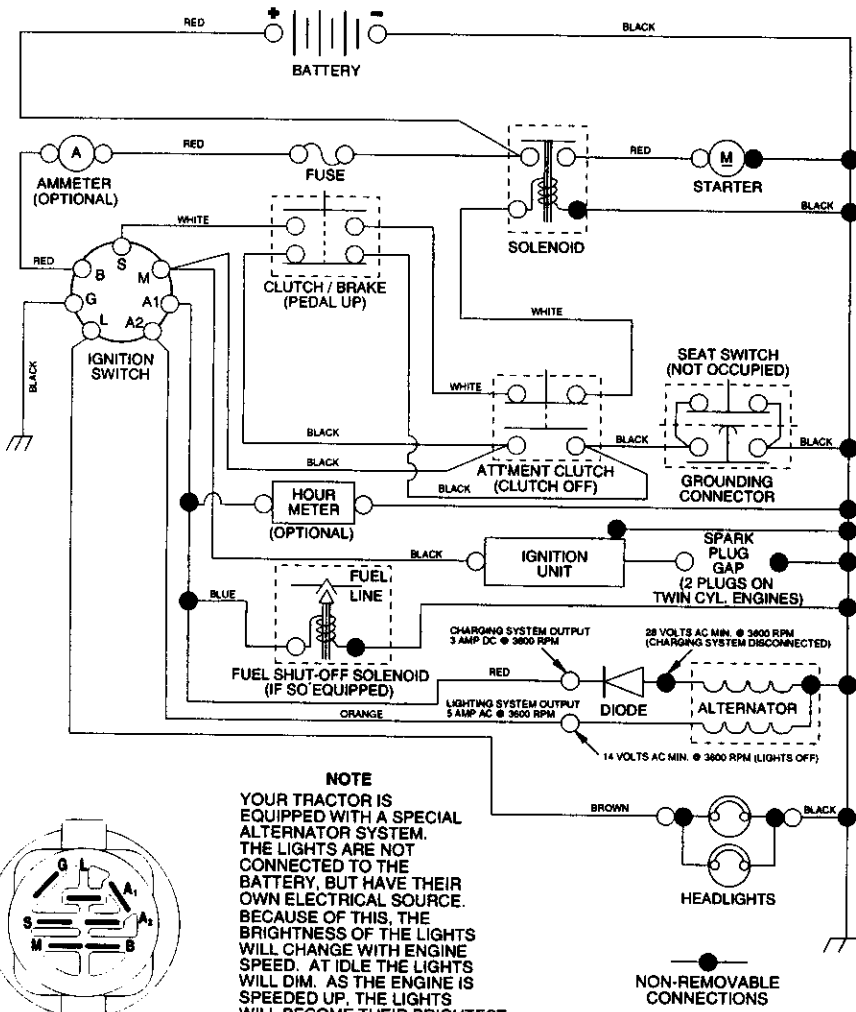 RED
+
-
BLACK
BATTERY
A
RED
AMMETER
(OPTIONAL)
FUSE
RED
M
STARTER
BLACK
SOLENOID
WHITE
CLUTCH / BRAKE
(PEDAL UP)
RED
S
B
M
G
A1
L
A2
IGNITION
SWITCH
BLACK
WHITE
SEAT SWITCH
(NOT OCCUPIED)
WHITE
BLACK
BLACK
BLACK
BLACK
BLACK
ATT'MENT CLUTCH
(CLUTCH OFF)
GROUNDING
CONNECTOR
HOUR
METER
(OPTIONAL)
BLACK
IGNITION
UNIT
SPARK
PLUG
GAP
(2 PLUGS ON
TWIN CYL. ENGINES)
BLUE
FUEL
LINE
FUEL SHUT-OFF SOLENOID
(IF SO EQUIPPED)
CHARGING SYSTEM OUTPUT
3 AMP DC @ 3600 RPM
28 VOLTS AC MIN. @ 3600 RPM
(CHARGING SYSTEM DISCONNECTED)
RED
DIODE
ALTERNATOR
LIGHTING SYSTEM OUTPUT
5 AMP AC @ 3600 RPM
ORANGE
14 VOLTS AC MIN. @ 3600 RPM (LIGHTS OFF)
BROWN
BLACK
HEADLIGHTS
NOTE
YOUR TRACTOR IS
EQUIPPED WITH A SPECIAL
ALTERNATOR SYSTEM.
THE LIGHTS ARE NOT
CONNECTED TO THE
BATTERY, BUT HAVE THEIR
OWN ELECTRICAL SOURCE.
BECAUSE OF THIS, THE
BRIGHTNESS OF THE LIGHTS
WILL CHANGE WITH ENGINE
SPEED. AT IDLE THE LIGHTS
WILL DIM. AS THE ENGINE IS
SPEEDED UP, THE LIGHTS
WILL BECOME THEIR BRIGHTEST
G
L
A1
S
A2
M
B
NON-REMOVABLE
CONNECTIONS